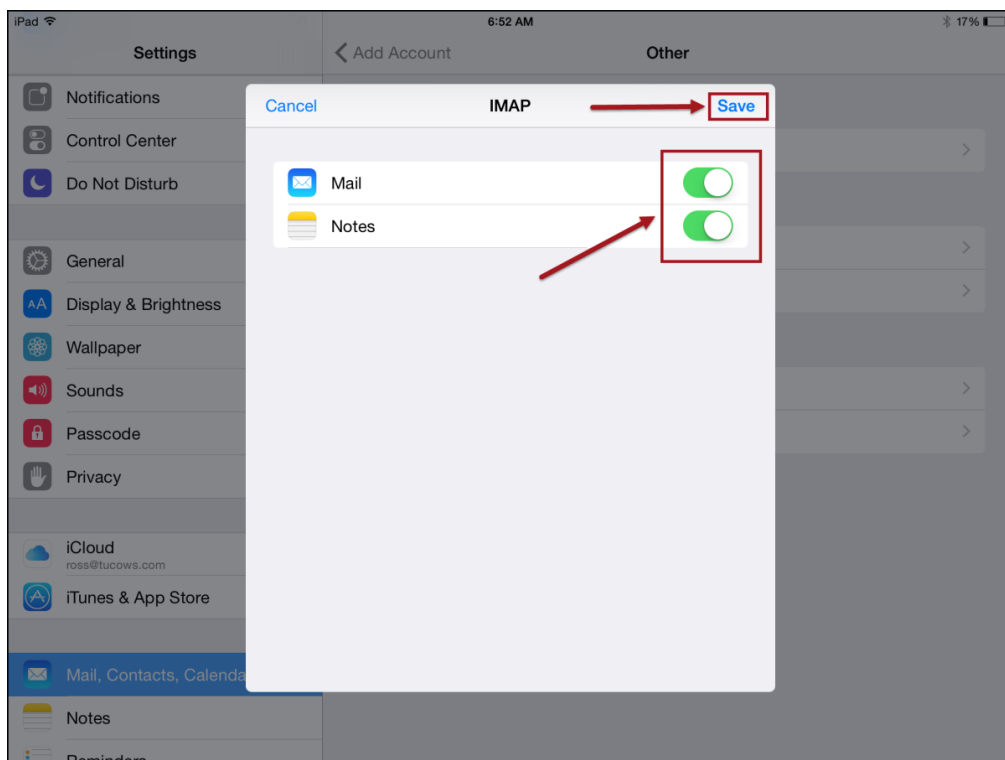 iPad
6:52 AM
17%
Settings
Add Account
Other
Notifications
Control Center
Do Not Disturb
General
AA
Display & Brightness
Wallpaper
Sounds
Passcode
Privacy
iCloud
ross@tucows.com
iTunes & App Store
Mail, Contacts, Calenda
Notes
Reminders
Cancel
IMAP
Save
Mail
Notes